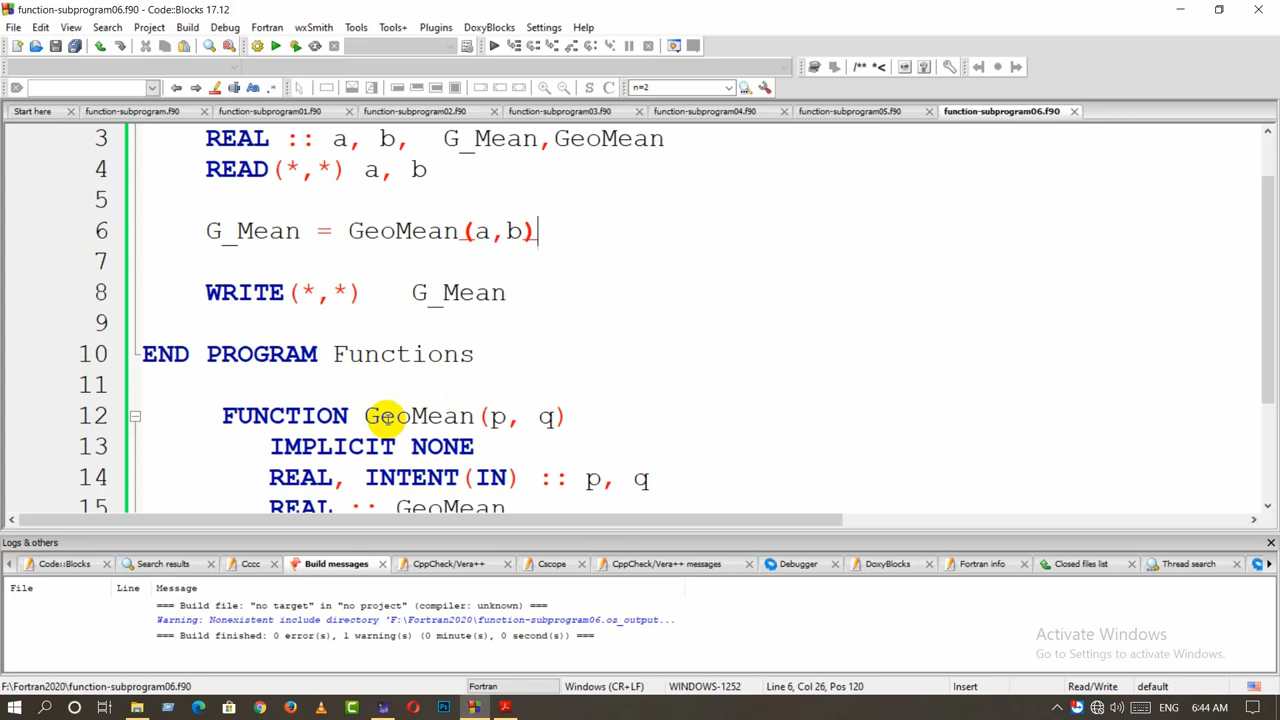 function-subprogram06.f90 - Code::Blocks 17.12
File Edit View Search Project Build Debug Fortran wxSmith Tools Tools+ Plugins DoxyBlocks Settings Help
/** *< n=2
Start here function-subprogram.f90 function-subprogram01.f90 function-subprogram02.f90 function-subprogram03.f90 function-subprogram04.f90 function-subprogram05.f90 function-subprogram06.f90
3 REAL :: a, b, G_Mean,GeoMean
4 READ(*,*) a, b
5
6 G_Mean = GeoMean(a,b)
7
8 WRITE(*,*) G_Mean
9
10 END PROGRAM Functions
11
12 FUNCTION GeoMean(p, q)
13 IMPLICIT NONE
14 REAL, INTENT(IN) :: p, q
15 REAL :: GeoMean
Logs & others
Code::Blocks Search results Cccc Build messages CppCheck/Vera++ Cscope CppCheck/Vera++ messages Debugger DoxyBlocks Fortran info Closed files list Thread search
File Line Message
=== Build file: "no target" in "no project" (compiler: unknown) ===
Warning: Nonexistent include directory 'F:\Fortran2020\function-subprogram06.os_output...
=== Build finished: 0 error(s), 1 warning(s) (0 minute(s), 0 second(s)) ===
Activate Windows
Go to Settings to activate Windows.
F:\Fortran2020\function-subprogram06.f90 Fortran Windows (CR+LF) WINDOWS-1252 Line 6, Col 26, Pos 120 Insert Read/Write default
ENG 6:44 AM